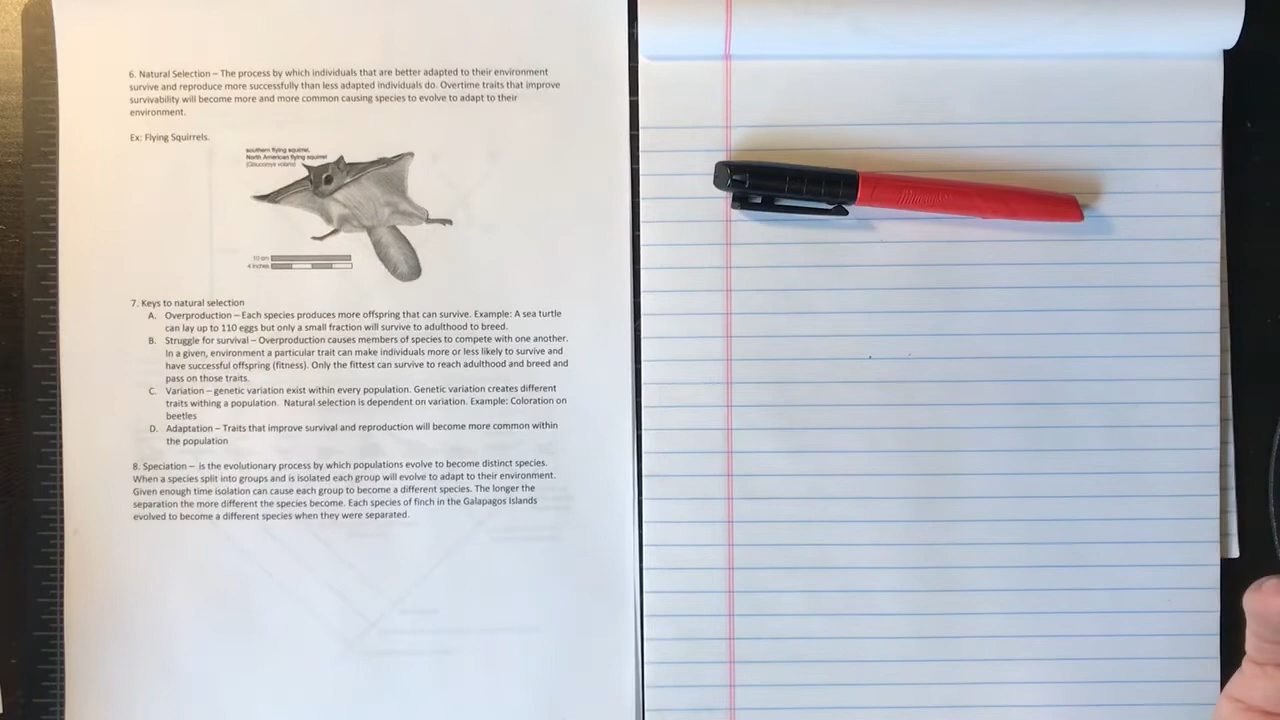 6. Natural Selection – The process by which individuals that are better adapted to their environment
survive and reproduce more successfully than less adapted individuals do. Overtime traits that improve
survivability will become more and more common causing species to evolve to adapt to their
environment.
Ex: Flying Squirrels.
southern flying squirrel,
North American flying squirrel
(Glaucomys volans)
10 cm
4 inches
7. Keys to natural selection
A. Overproduction – Each species produces more offspring that can survive. Example: A sea turtle
can lay up to 110 eggs but only a small fraction will survive to adulthood to breed.
B. Struggle for survival – Overproduction causes members of species to compete with one another.
In a given, environment a particular trait can make individuals more or less likely to survive and
have successful offspring (fitness). Only the fittest can survive to reach adulthood and breed and
pass on those traits.
C. Variation – genetic variation exist within every population. Genetic variation creates different
traits withing a population. Natural selection is dependent on variation. Example: Coloration on
beetles
D. Adaptation – Traits that improve survival and reproduction will become more common within
the population
8. Speciation – is the evolutionary process by which populations evolve to become distinct species.
When a species split into groups and is isolated each group will evolve to adapt to their environment.
Given enough time isolation can cause each group to become a different species. The longer the
separation the more different the species become. Each species of finch in the Galapagos Islands
evolved to become a different species when they were separated.